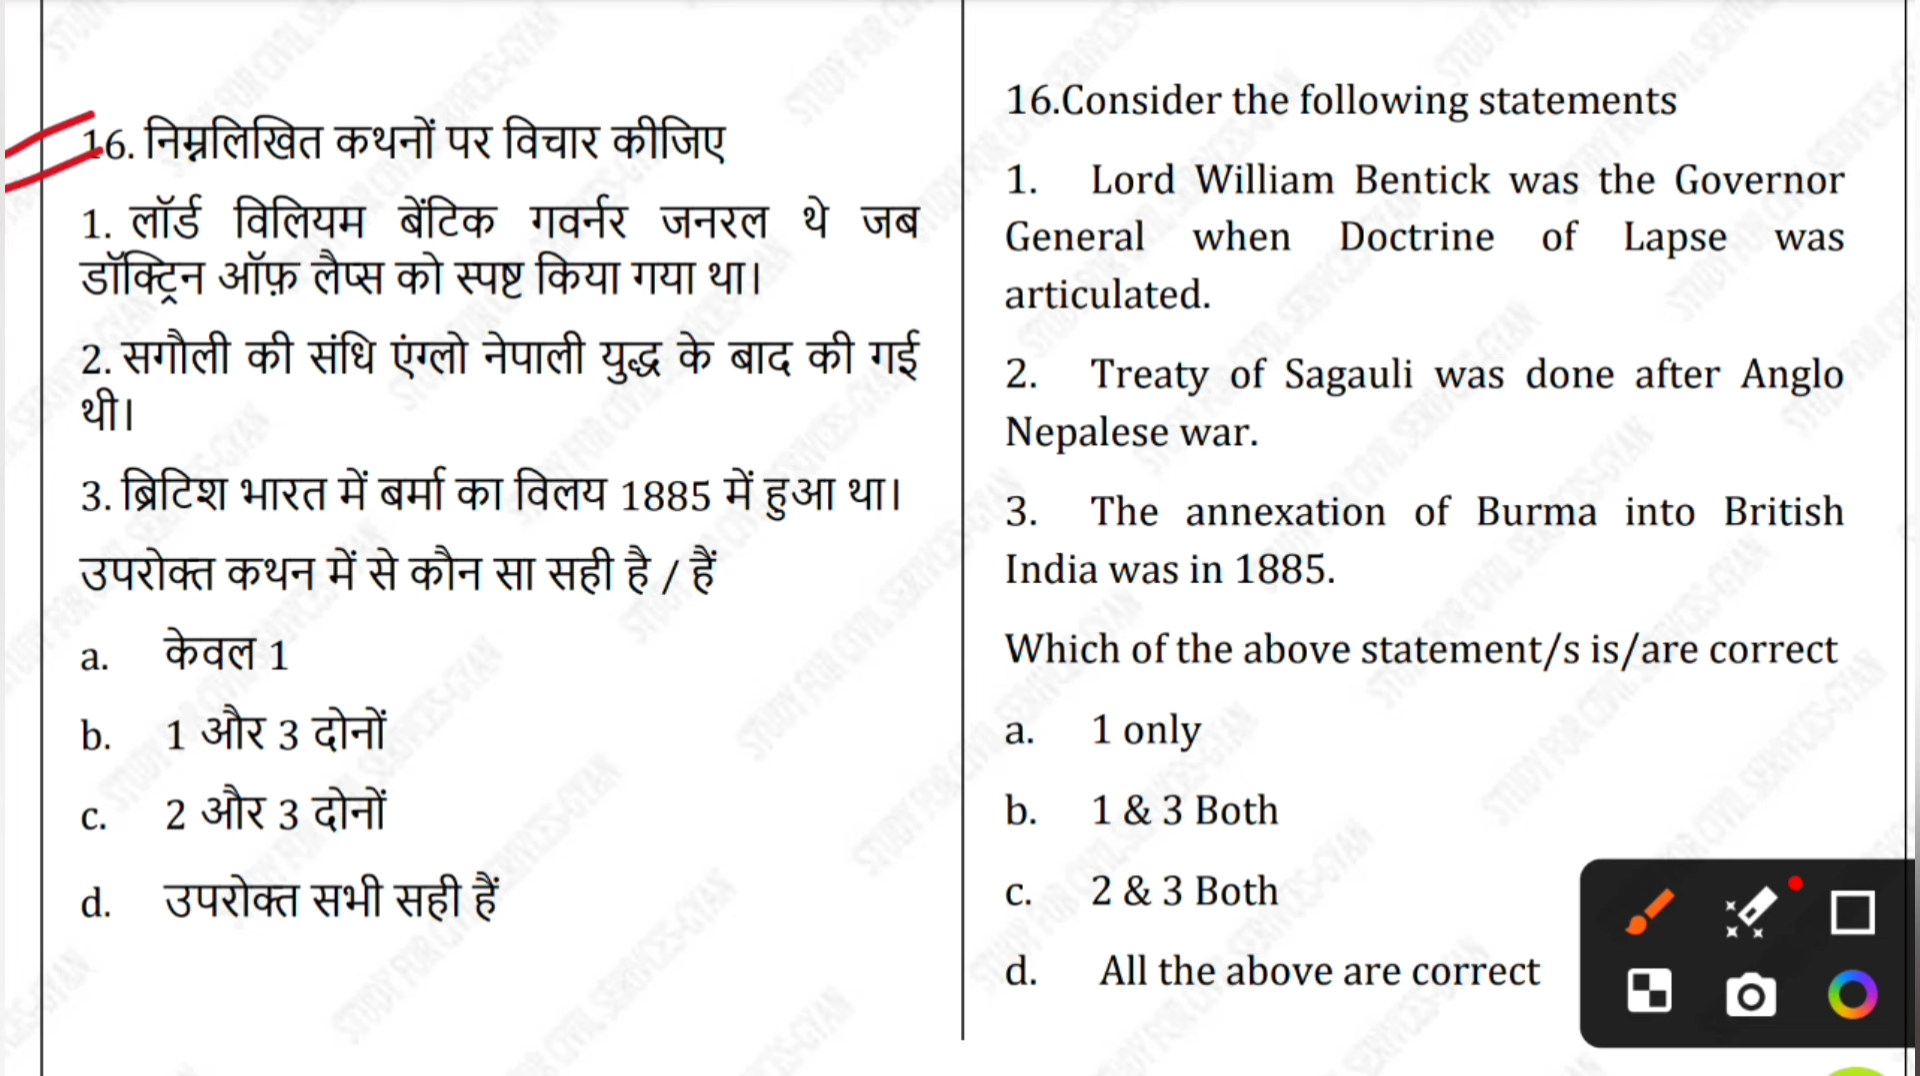 16. निम्नलिखित कथनों पर विचार कीजिए
1. लॉर्ड विलियम बेंटिक गवर्नर जनरल थे जब
डॉक्ट्रिन ऑफ़ लैप्स को स्पष्ट किया गया था।
2. सगौली की संधि एंग्लो नेपाली युद्ध के बाद की गई
थी।
3. ब्रिटिश भारत में बर्मा का विलय 1885 में हुआ था।
उपरोक्त कथन में से कौन सा सही है / हैं
a. केवल 1
b. 1 और 3 दोनों
c. 2 और 3 दोनों
d. उपरोक्त सभी सही हैं
16.Consider the following statements
1. Lord William Bentick was the Governor
General when Doctrine of Lapse was
articulated.
2. Treaty of Sagauli was done after Anglo
Nepalese war.
3. The annexation of Burma into British
India was in 1885.
Which of the above statement/s is/are correct
a. 1 only
b. 1 & 3 Both
c. 2 & 3 Both
d. All the above are correct
STUDY FOR CIVIL SERIVCES-GYAN